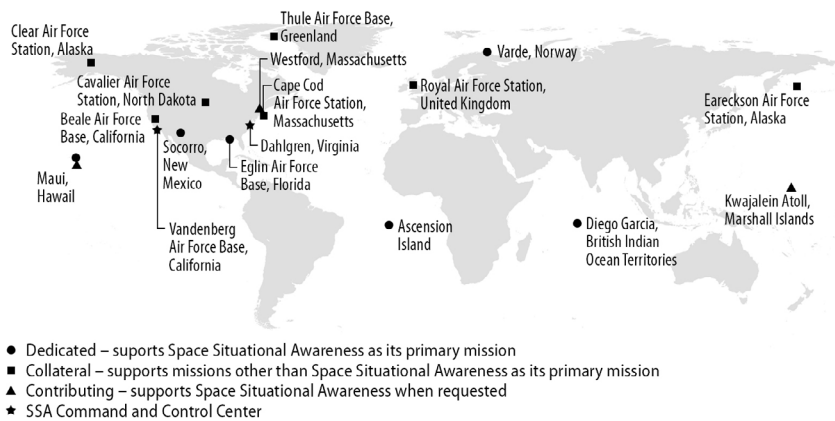 Thule Air Force Base,
Greenland
Clear Air Force
Station, Alaska
Westford, Massachusetts
Varde, Norway
Cavalier Air Force
Station, North Dakota
Cape Cod
Air Force Station,
Massachusetts
Royal Air Force Station,
United Kingdom
Eareckson Air Force
Station, Alaska
Beale Air Force
Base, California
Socorro,
New
Mexico
Dahlgren, Virginia
Eglin Air Force
Base, Florida
Maui,
Hawail
Vandenberg
Air Force Base,
California
Ascension
Island
Diego Garcia,
British Indian
Ocean Territories
Kwajalein Atoll,
Marshall Islands
Dedicated – suports Space Situational Awareness as its primary mission
Collateral – supports missions other than Space Situational Awareness as its primary mission
Contributing – supports Space Situational Awareness when requested
SSA Command and Control Center